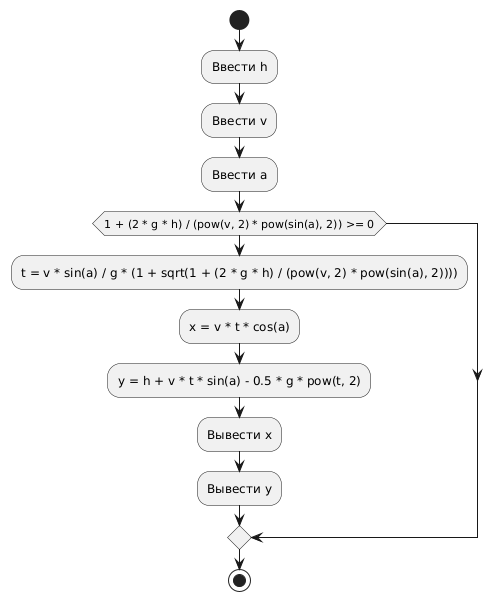 Ввести h
Ввести v
Ввести a
1 + (2 * g * h) / (pow(v, 2) * pow(sin(a), 2)) >= 0
t = v * sin(a) / g * (1 + sqrt(1 + (2 * g * h) / (pow(v, 2) * pow(sin(a), 2))))
x = v * t * cos(a)
y = h + v * t * sin(a) - 0.5 * g * pow(t, 2)
Вывести x
Вывести y